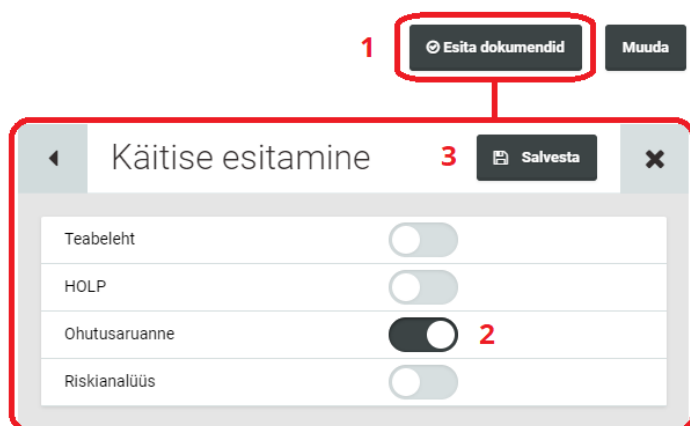 1 Esita dokumendid Muuda
Käitise esitamine 3 Salvesta
Teabeleht
HOLP
Ohutusaruanne 2
Riskianalüüs